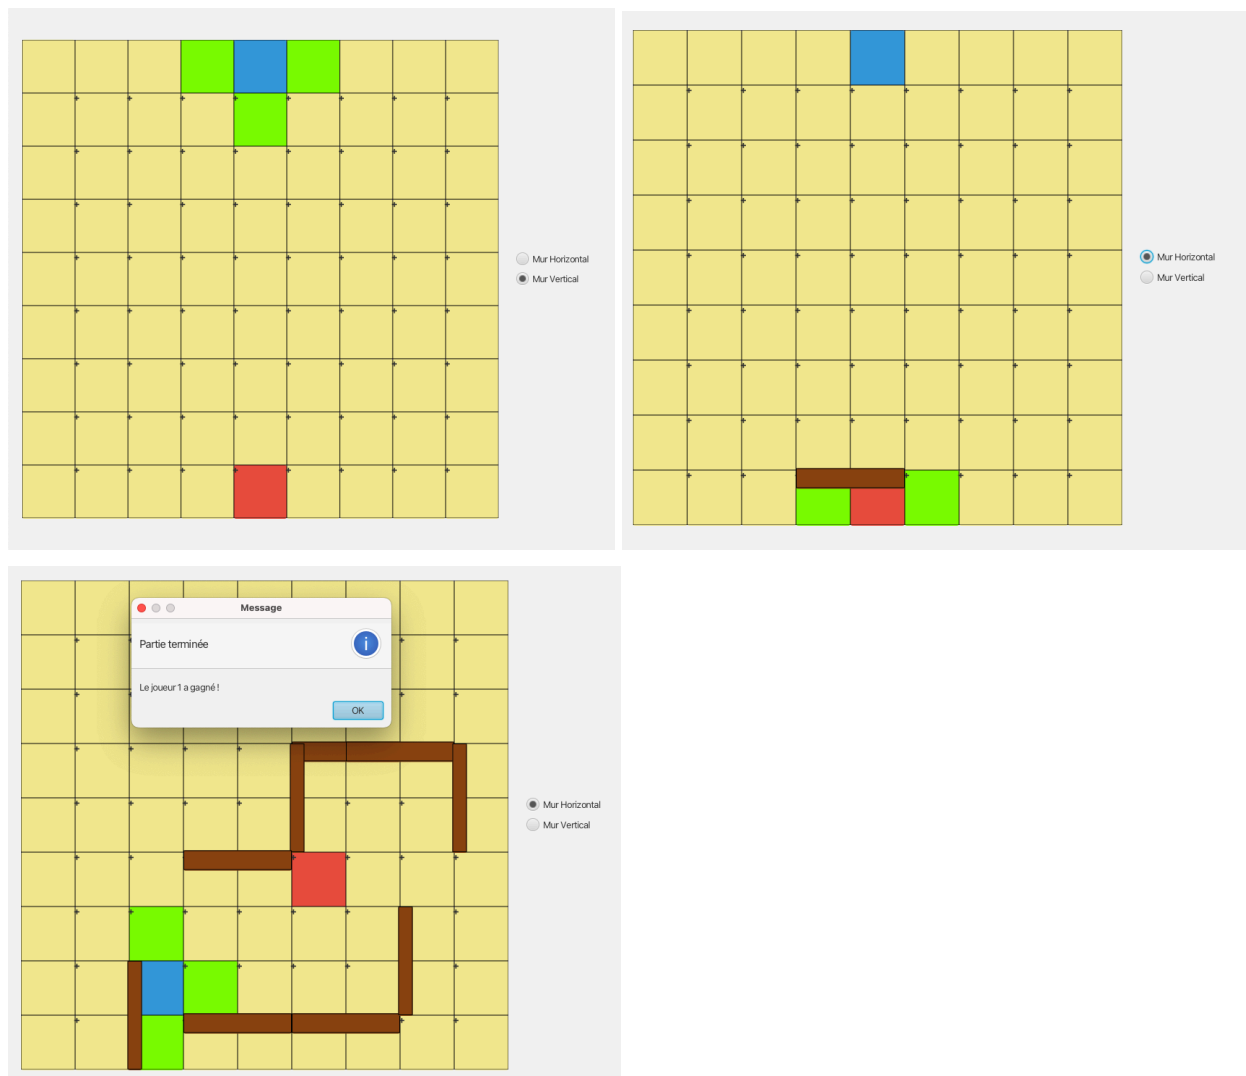 Mur Horizontal
Mur Vertical
Mur Horizontal
Mur Vertical
Message
Partie terminée
i
Le joueur 1 a gagné !
OK
Mur Horizontal
Mur Vertical